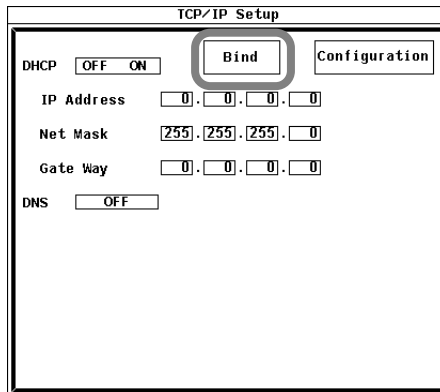 TCP/IP Setup
DHCP OFF ON Bind Configuration
IP Address 0. 0. 0. 0
Net Mask 255. 255. 255. 0
Gate Way 0. 0. 0. 0
DNS OFF